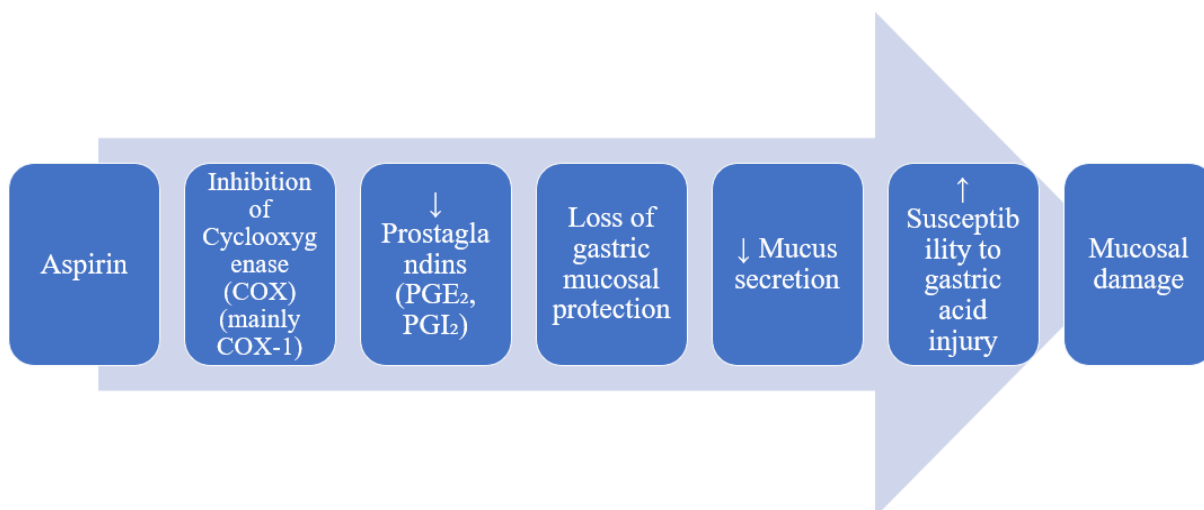 Aspirin
Inhibition
of
Cyclooxyg
enase
(COX)
(mainly
COX-1)
↓
Prostagla
ndins
(PGE₂,
PGI₂)
Loss of
gastric
mucosal
protection
↓ Mucus
secretion
↑
Susceptib
ility to
gastric
acid
injury
Mucosal
damage